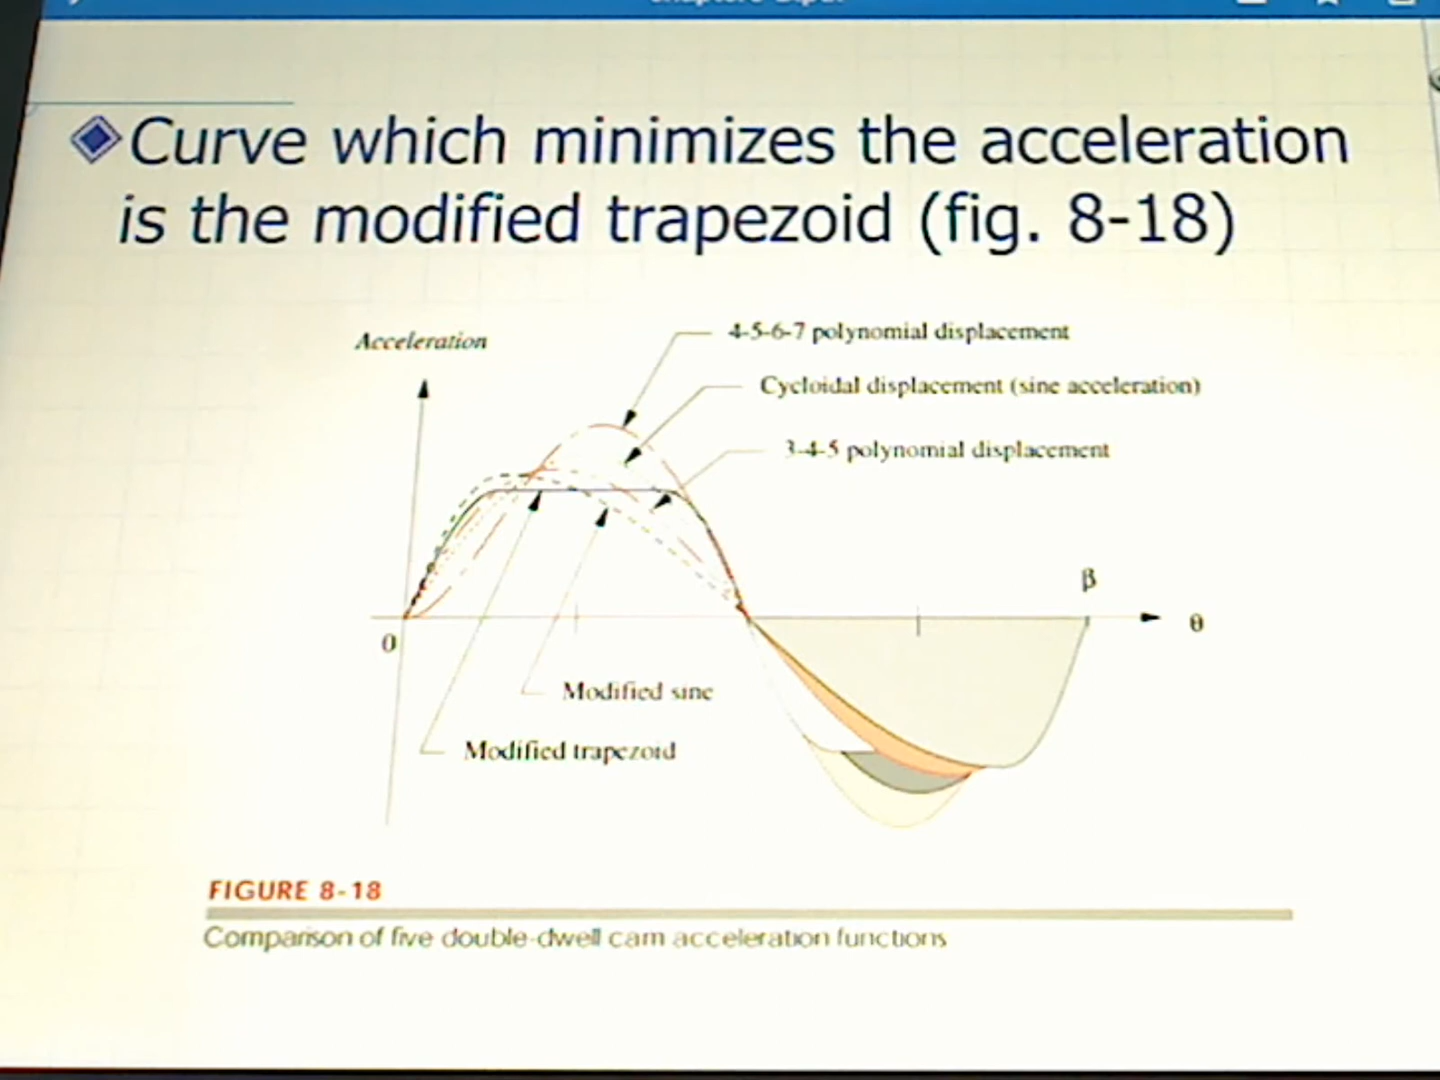 Curve which minimizes the acceleration
is the modified trapezoid (fig. 8-18)
Acceleration
4-5-6-7 polynomial displacement
Cycloidal displacement (sine acceleration)
3-4-5 polynomial displacement
β
θ
0
Modified sine
Modified trapezoid
FIGURE 8-18
Comparison of five double-dwell cam acceleration functions